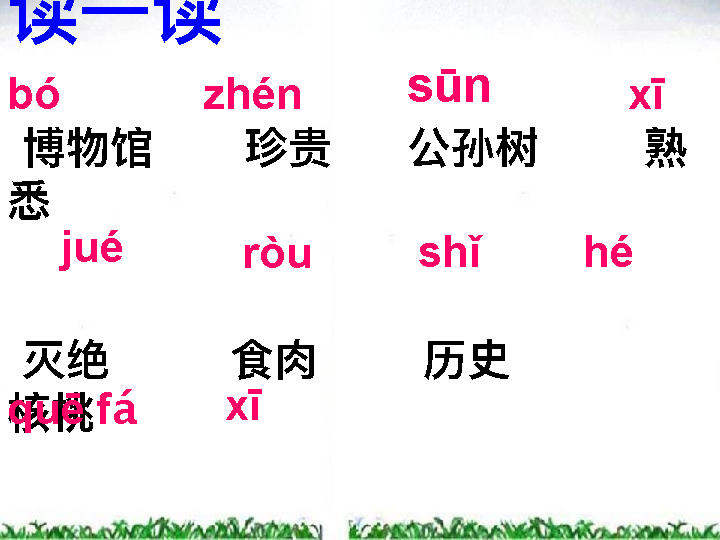 读一读
bó zhén sūn xī
博物馆 珍贵 公孙树 熟
悉
jué ròu shǐ hé
灭绝 食肉 历史
核桃
quē fá xī